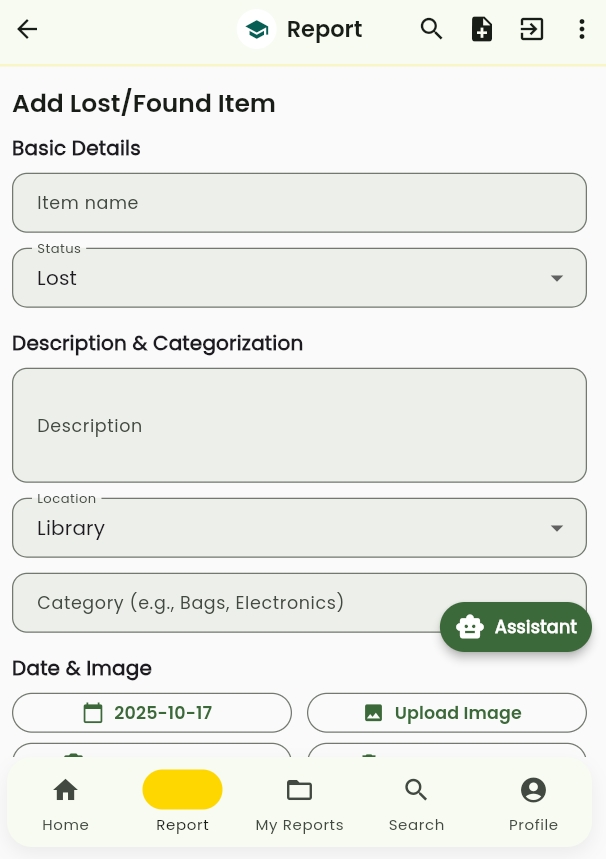 Report
Add Lost/Found Item
Basic Details
Item name
Status
Lost
Description & Categorization
Description
Location
Library
Category (e.g., Bags, Electronics)
Assistant
Date & Image
2025-10-17 Upload Image
Home Report My Reports Search Profile